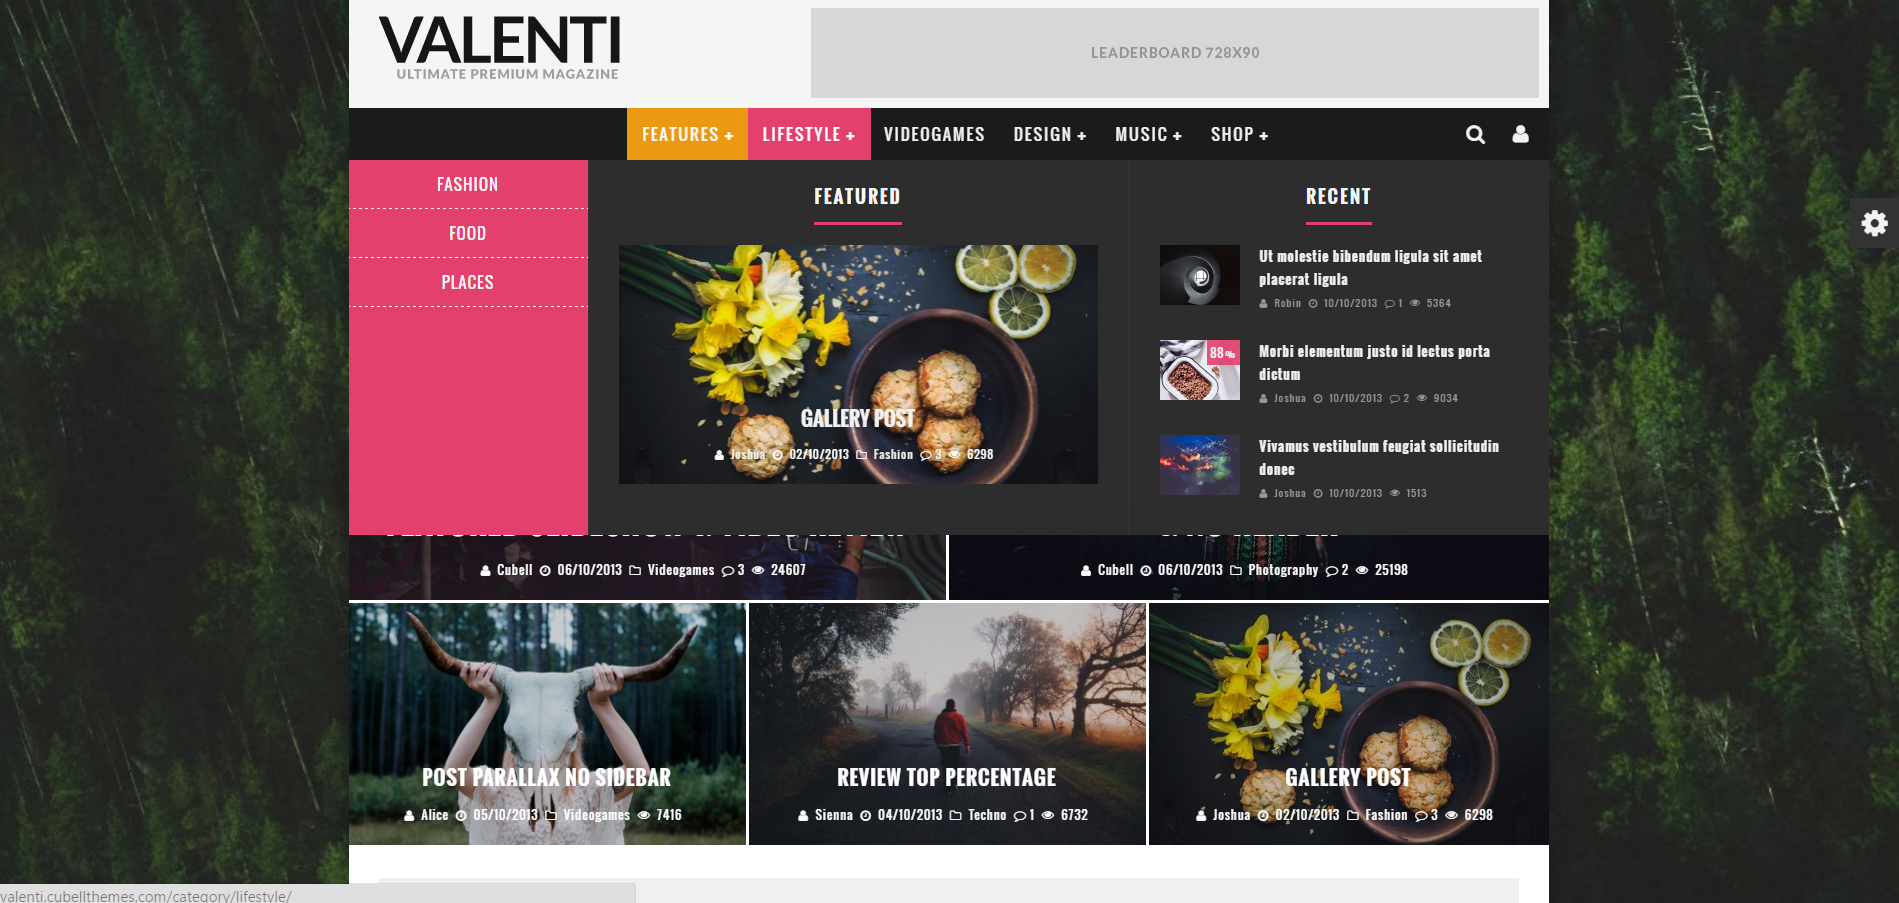 VALENTI
ULTIMATE PREMIUM MAGAZINE
LEADERBOARD 728X90
FEATURES + LIFESTYLE + VIDEOGAMES DESIGN + MUSIC + SHOP +
FASHION
FOOD
PLACES
FEATURED
GALLERY POST
Joshua 02/10/2013 Fashion 3 6298
RECENT
Ut molestie bibendum ligula sit amet
placerat ligula
Robin 10/10/2013 1 5364
88%
Morbi elementum justo id lectus porta
dictum
Joshua 10/10/2013 2 9034
Vivamus vestibulum feugiat sollicitudin
donec
Joshua 10/10/2013 1513
Cubell 06/10/2013 Videogames 3 24607
Cubell 06/10/2013 Photography 2 25198
POST PARALLAX NO SIDEBAR
Alice 05/10/2013 Videogames 7416
REVIEW TOP PERCENTAGE
Sienna 04/10/2013 Techno 1 6732
GALLERY POST
Joshua 02/10/2013 Fashion 3 6298
valenti.cubellthemes.com/category/lifestyle/